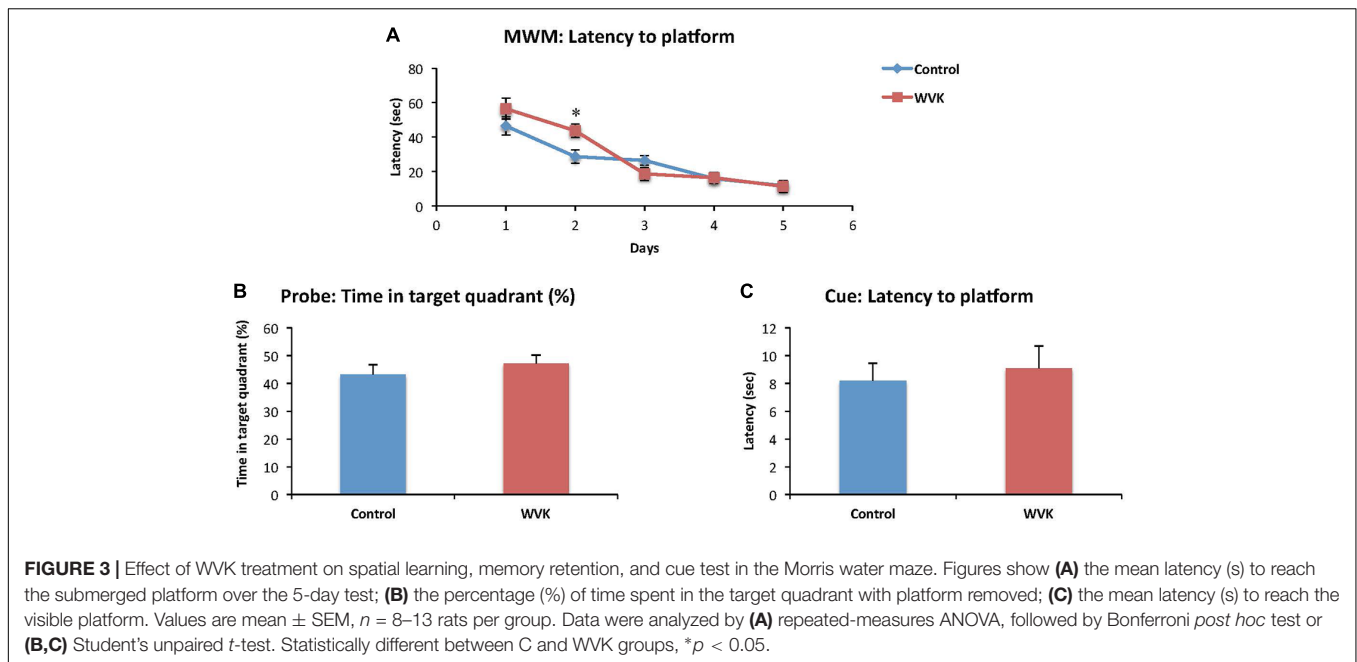 A
MWM: Latency to platform
Control
WVK
80
60
40
20
0
*
Latency (sec)
0 1 2 3 4 5 6
Days
B
Probe: Time in target quadrant (%)
60
50
40
30
20
10
0
Time in target quadrant (%)
Control WVK
C
Cue: Latency to platform
12
10
8
6
4
2
0
Latency (sec)
Control WVK
FIGURE 3 | Effect of WVK treatment on spatial learning, memory retention, and cue test in the Morris water maze. Figures show (A) the mean latency (s) to reach
the submerged platform over the 5-day test; (B) the percentage (%) of time spent in the target quadrant with platform removed; (C) the mean latency (s) to reach the
visible platform. Values are mean ± SEM, n = 8–13 rats per group. Data were analyzed by (A) repeated-measures ANOVA, followed by Bonferroni post hoc test or
(B,C) Student's unpaired t-test. Statistically different between C and WVK groups, *p < 0.05.